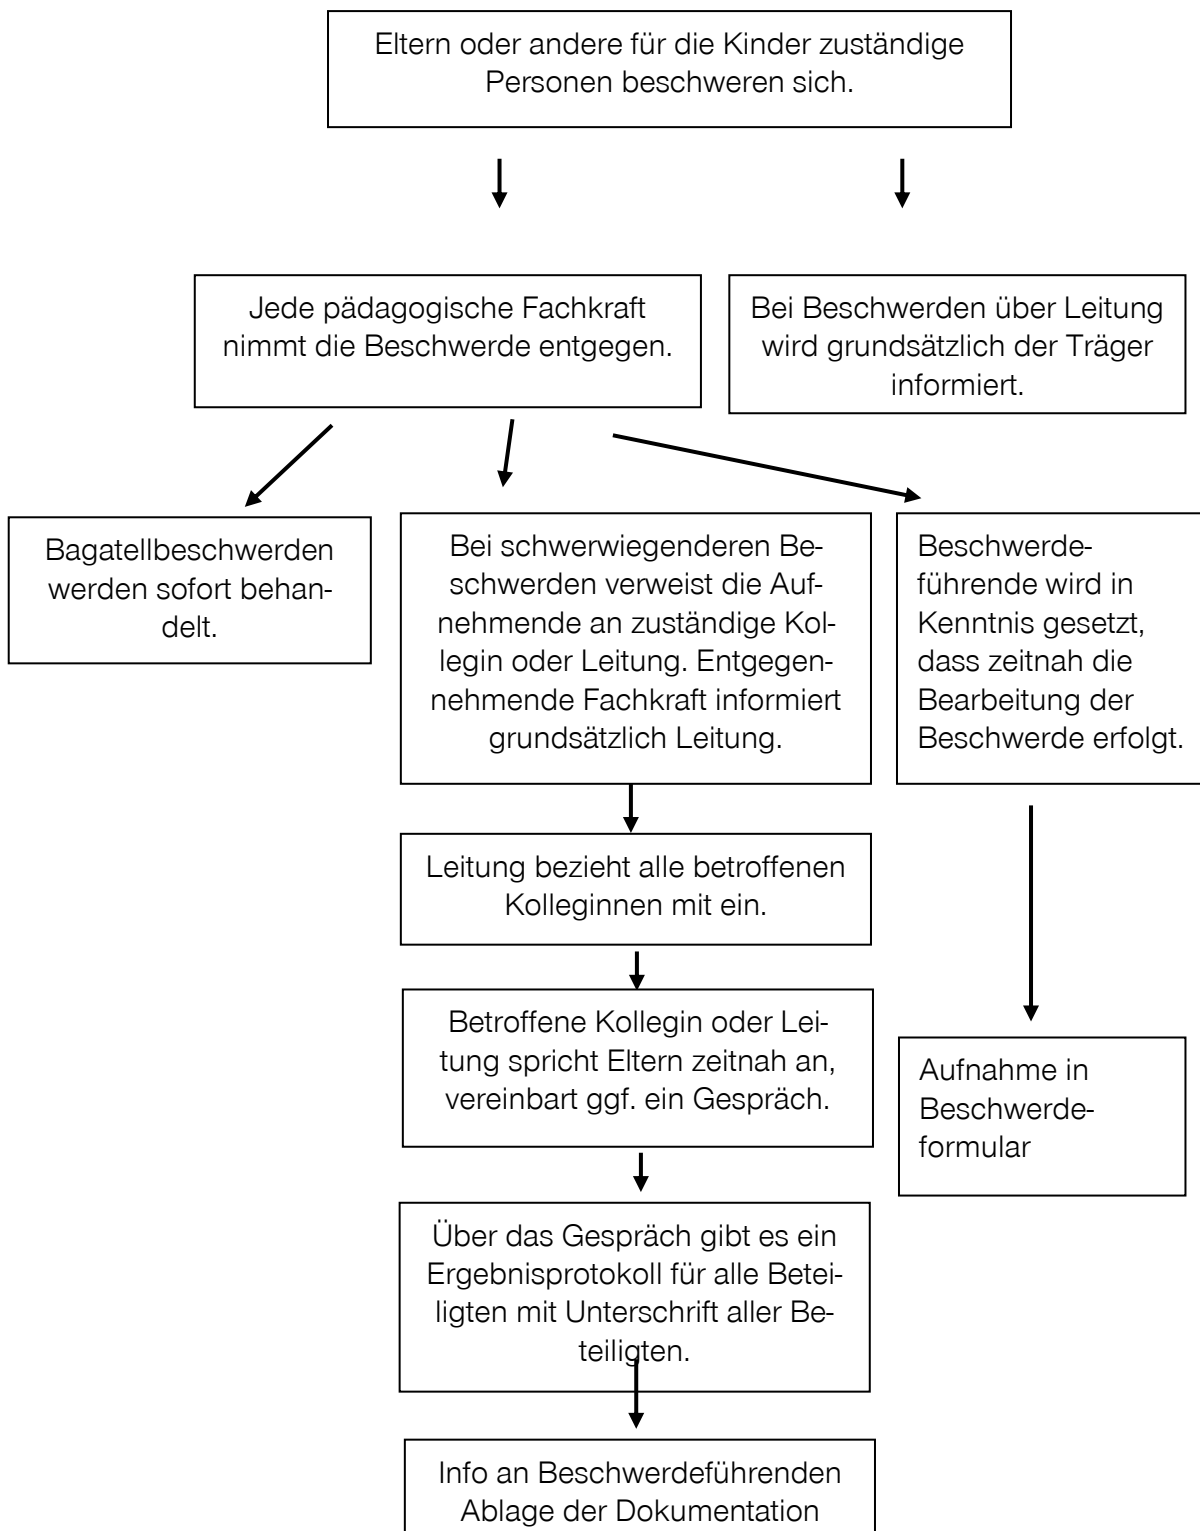 Eltern oder andere für die Kinder zuständige
Personen beschweren sich.
Jede pädagogische Fachkraft
nimmt die Beschwerde entgegen.
Bei Beschwerden über Leitung
wird grundsätzlich der Träger
informiert.
Bagatellbeschwerden
werden sofort behan-
delt.
Bei schwerwiegenderen Be-
schwerden verweist die Auf-
nehmende an zuständige Kol-
legin oder Leitung. Entgegen-
nehmende Fachkraft informiert
grundsätzlich Leitung.
Beschwerde-
führende wird in
Kenntnis gesetzt,
dass zeitnah die
Bearbeitung der
Beschwerde erfolgt.
Leitung bezieht alle betroffenen
Kolleginnen mit ein.
Betroffene Kollegin oder Lei-
tung spricht Eltern zeitnah an,
vereinbart ggf. ein Gespräch.
Aufnahme in
Beschwerde-
formular
Über das Gespräch gibt es ein
Ergebnisprotokoll für alle Betei-
ligten mit Unterschrift aller Be-
teiligten.
Info an Beschwerdeführenden
Ablage der Dokumentation